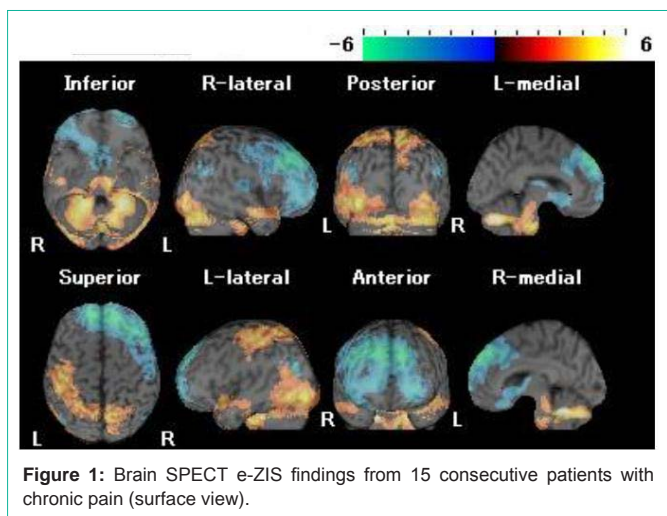 -6 6
Inferior R-lateral Posterior L-medial
R L L R
Superior L-lateral Anterior R-medial
L R R L
Figure 1: Brain SPECT e-ZIS findings from 15 consecutive patients with
chronic pain (surface view).